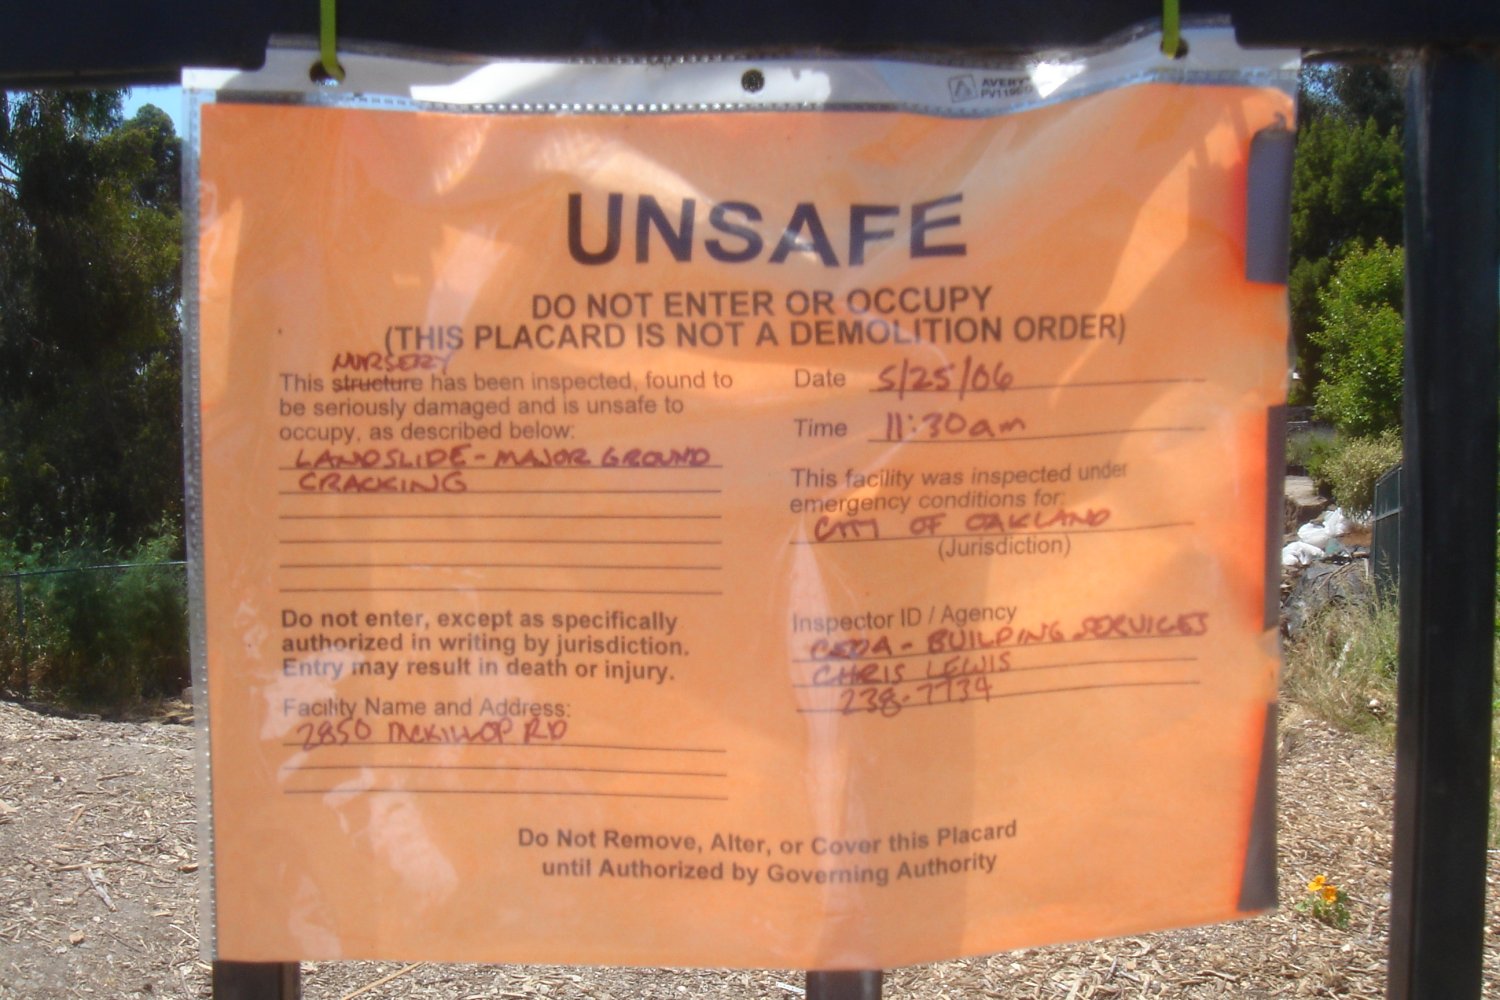 AVERY
UNSAFE
DO NOT ENTER OR OCCUPY
(THIS PLACARD IS NOT A DEMOLITION ORDER)
NURSERY
This structure has been inspected, found to
be seriously damaged and is unsafe to
occupy, as described below:
LANDSLIDE - MAJOR GROUND
CRACKING
Do not enter, except as specifically
authorized in writing by jurisdiction.
Entry may result in death or injury.
Facility Name and Address:
2850 MCKILLOP RD
Date 5/25/06
Time 11:30am
This facility was inspected under
emergency conditions for:
CITY OF OAKLAND
(Jurisdiction)
Inspector ID / Agency
CEDA - BUILDING SERVICES
CHRIS LEWIS
238-7734
Do Not Remove, Alter, or Cover this Placard
until Authorized by Governing Authority